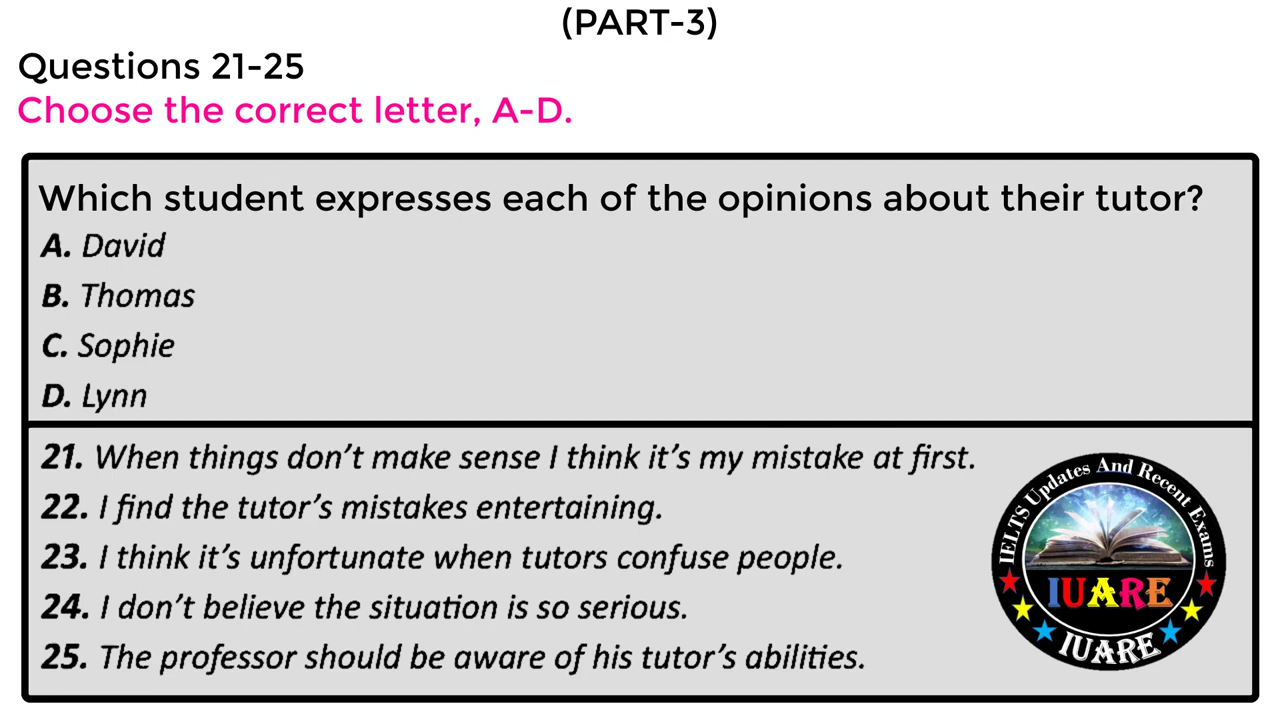 (PART-3)
Questions 21-25
Choose the correct letter, A-D.
Which student expresses each of the opinions about their tutor?
A. David
B. Thomas
C. Sophie
D. Lynn
21. When things don't make sense I think it's my mistake at first.
22. I find the tutor's mistakes entertaining.
23. I think it's unfortunate when tutors confuse people.
24. I don't believe the situation is so serious.
25. The professor should be aware of his tutor's abilities.
IELTS Updates And Recent Exams
IUARE
IUARE